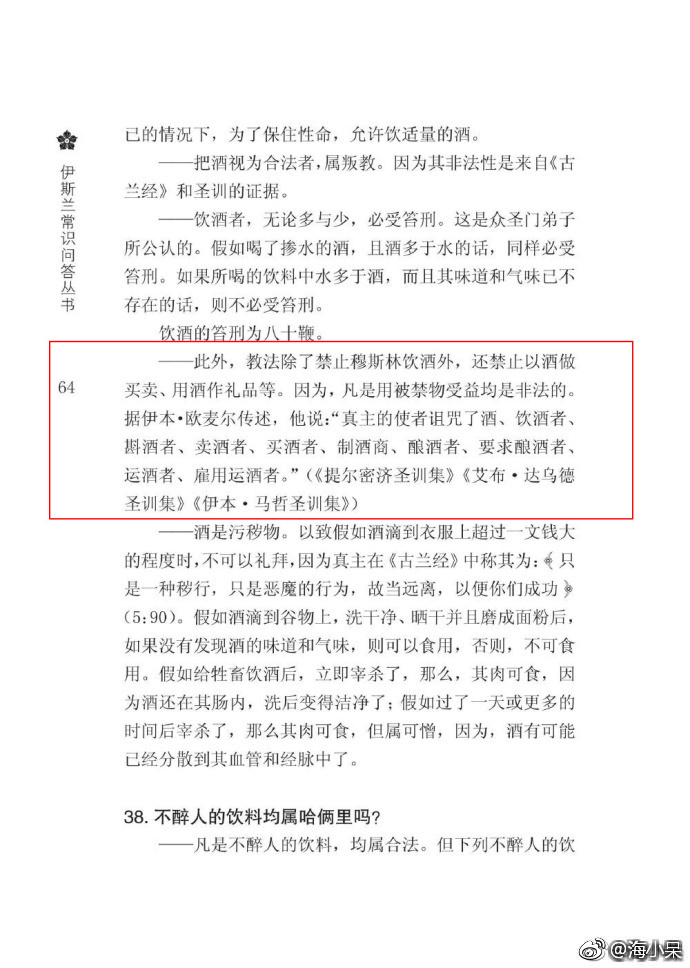 伊斯兰常识问答丛书
64
已的情况下，为了保住性命，允许饮适量的酒。
——把酒视为合法者，属叛教。因为其非法性是来自《古
兰经》和圣训的证据。
——饮酒者，无论多与少，必受笞刑。这是众圣门弟子
所公认的。假如喝了掺水的酒，且酒多于水的话，同样必受
笞刑。如果所喝的饮料中水多于酒，而且其味道和气味已不
存在的话，则不必受笞刑。
饮酒的笞刑为八十鞭。
——此外，教法除了禁止穆斯林饮酒外，还禁止以酒做
买卖、用酒作礼品等。因为，凡是用被禁物受益均是非法的。
据伊本·欧麦尔传述，他说：“真主的使者诅咒了酒、饮酒者、
斟酒者、卖酒者、买酒者、制酒商、酿酒者、要求酿酒者、
运酒者、雇用运酒者。”（《提尔密济圣训集》《艾布·达乌德
圣训集》《伊本·马哲圣训集》）
——酒是污秽物。以致假如酒滴到衣服上超过一文钱大
的程度时，不可以礼拜，因为真主在《古兰经》中称其为：﴾只
是一种秽行，只是恶魔的行为，故当远离，以便你们成功﴿
(5:90)。假如酒滴到谷物上，洗干净、晒干并且磨成面粉后，
如果没有发现酒的味道和气味，则可以食用，否则，不可食
用。假如给牲畜饮酒后，立即宰杀了，那么，其肉可食，因
为酒还在其肠内，洗后变得洁净了；假如过了一天或更多的
时间后宰杀了，那么其肉可食，但属可憎，因为，酒有可能
已经分散到其血管和经脉中了。
38. 不醉人的饮料均属哈俩里吗？
——凡是不醉人的饮料，均属合法。但下列不醉人的饮
@海小呆